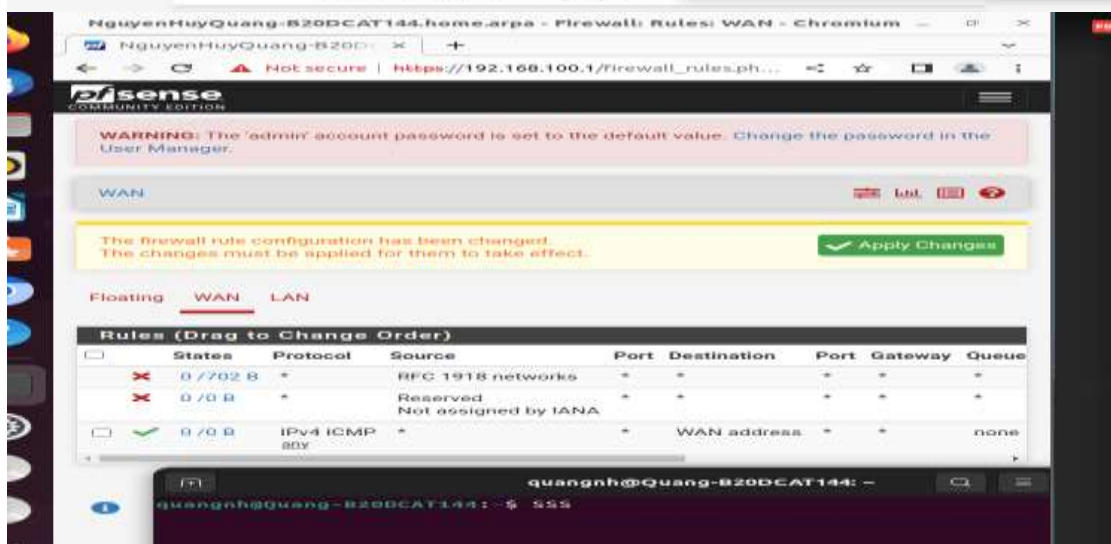 NguyenHuyQuang-B20DCAT144.home.arpa - Firewall: Rules: WAN - Chromium
NguyenHuyQuang-B20D
Not secure | https://192.168.100.1/firewall_rules.ph...
pfsense
COMMUNITY EDITION
WARNING: The 'admin' account password is set to the default value. Change the password in the
User Manager.
WAN
The firewall rule configuration has been changed.
The changes must be applied for them to take effect.
Apply Changes
Floating WAN LAN
Rules (Drag to Change Order)
States Protocol Source Port Destination Port Gateway Queue
0 /702 B * RFC 1918 networks * * * * *
0 /0 B * Reserved * * * * *
Not assigned by IANA
0 /0 B IPv4 ICMP * * WAN address * * none
any
quangnh@Quang-B20DCAT144: ~
quangnh@Quang-B20DCAT144:~$ SSS